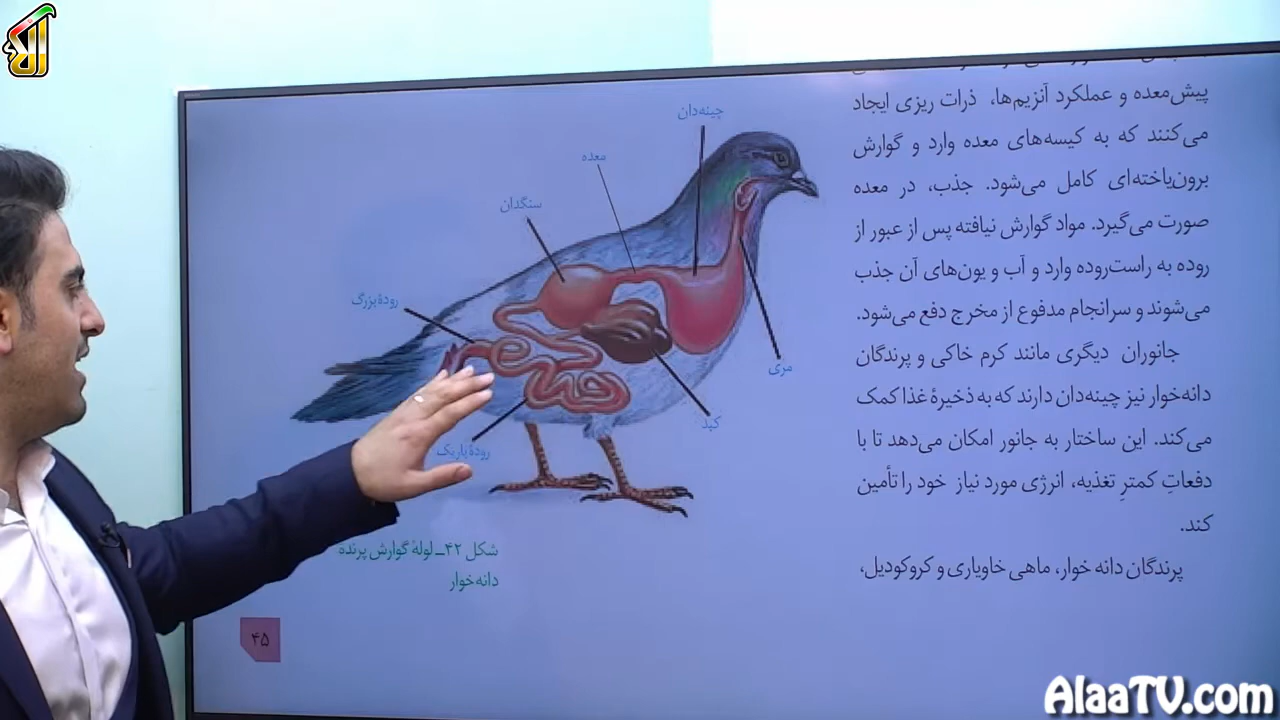 پیش‌معده و عملکرد آنزیم‌ها، ذرات ریزی ایجاد
می‌کنند که به کیسه‌های معده وارد و گوارش
برون‌یاخته‌ای کامل می‌شود. جذب، در معده
صورت می‌گیرد. مواد گوارش نیافته پس از عبور از
روده به راست‌روده وارد و آب و یون‌های آن جذب
می‌شوند و سرانجام مدفوع از مخرج دفع می‌شود.
جانوران دیگری مانند کرم خاکی و پرندگان
دانه‌خوار نیز چینه‌دان دارند که به ذخیرهٔ غذا کمک
می‌کند. این ساختار به جانور امکان می‌دهد تا با
دفعاتِ کمترِ تغذیه، انرژی مورد نیاز خود را تأمین
کند.
پرندگان دانه خوار، ماهی خاویاری و کروکودیل،
چینه‌دان
معده
سنگدان
رودهٔ بزرگ
مری
کبد
رودهٔ باریک
شکل ۴۲ـ لولهٔ گوارش پرنده
دانه‌خوار
۴۵
آلاء
AlaaTV.com